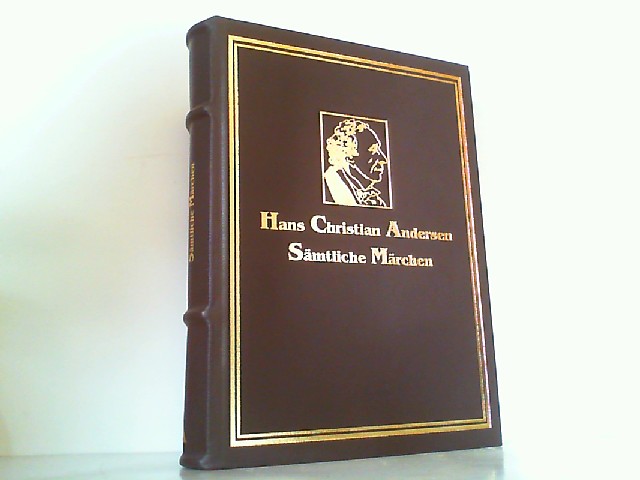 Hans Christian Andersen
Sämtliche Märchen
Sämtliche Märchen